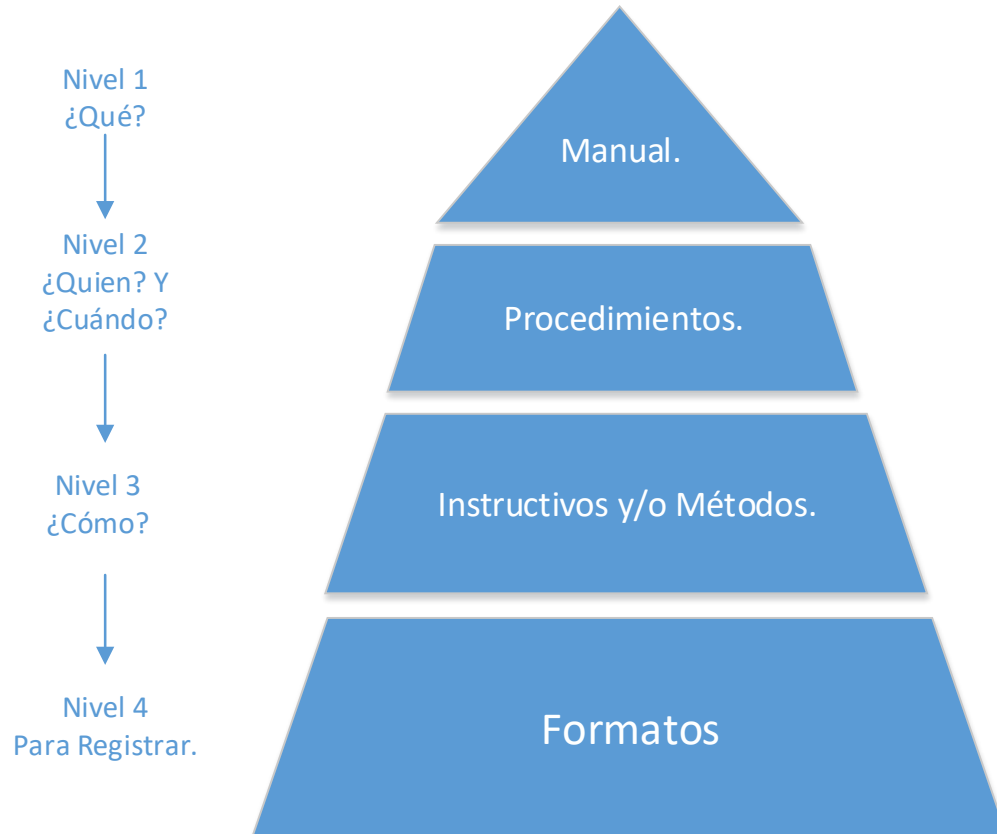 Nivel 1
¿Qué?
Manual.
Nivel 2
¿Quien? Y
¿Cuándo?
Procedimientos.
Nivel 3
¿Cómo?
Instructivos y/o Métodos.
Nivel 4
Para Registrar.
Formatos